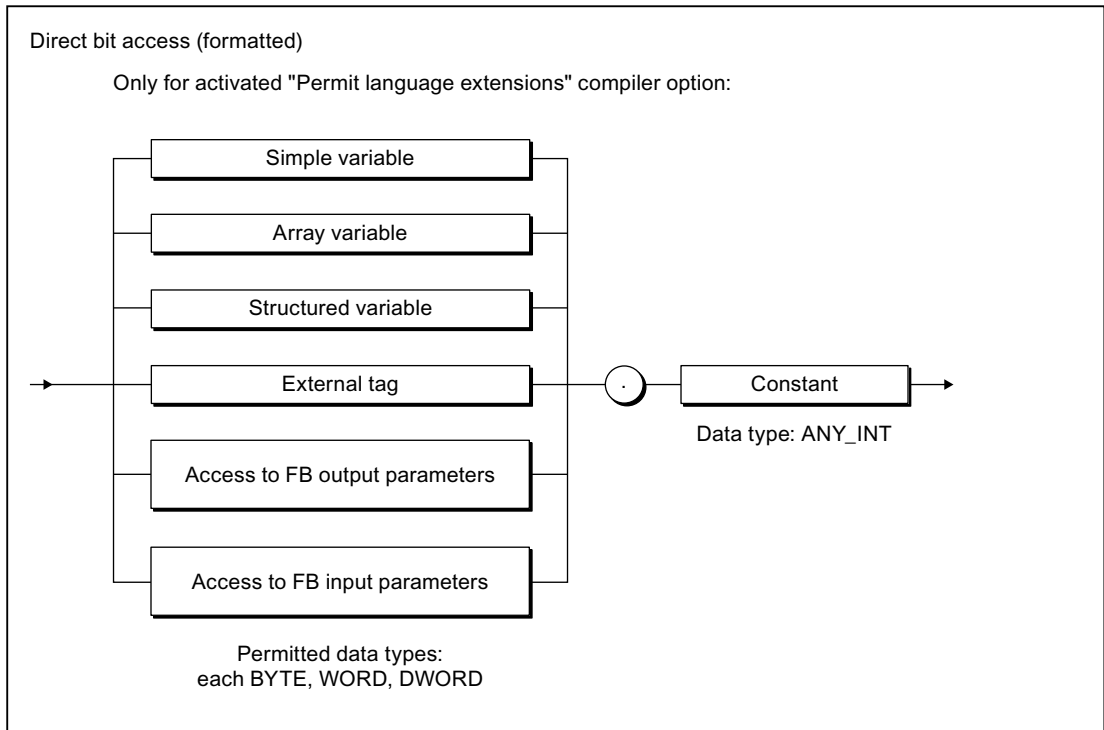 Direct bit access (formatted)
Only for activated "Permit language extensions" compiler option:
Simple variable
Array variable
Structured variable
External tag
.
Constant
Data type: ANY_INT
Access to FB output parameters
Access to FB input parameters
Permitted data types:
each BYTE, WORD, DWORD